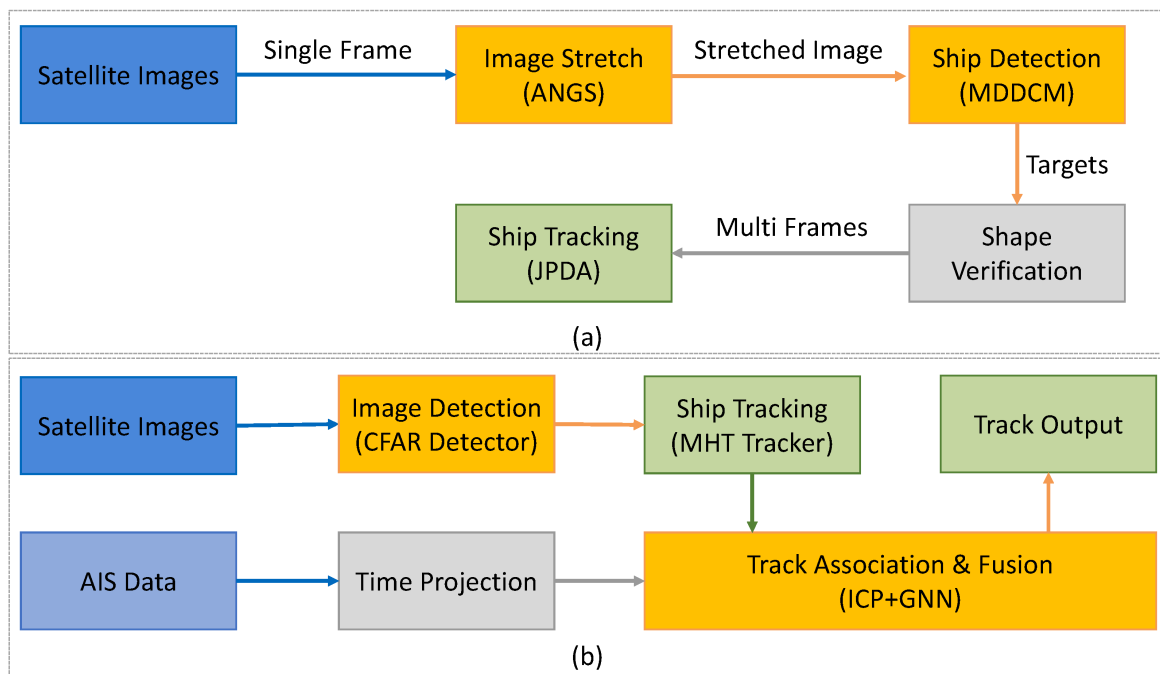 Satellite Images
Single Frame
Image Stretch
(ANGS)
Stretched Image
Ship Detection
(MDDCM)
Targets
Shape
Verification
Multi Frames
Ship Tracking
(JPDA)
(a)
Satellite Images
Image Detection
(CFAR Detector)
Ship Tracking
(MHT Tracker)
Track Output
AIS Data
Time Projection
Track Association & Fusion
(ICP+GNN)
(b)